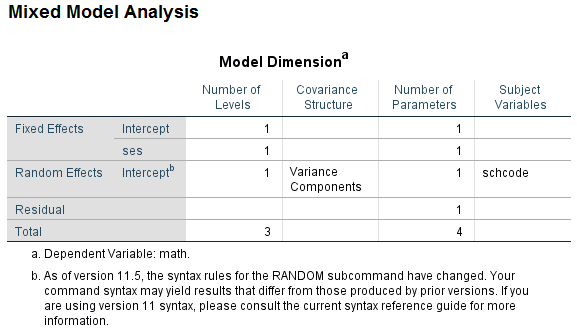 Mixed Model Analysis
Model Dimensionᵃ
Number of Levels Covariance Structure Number of Parameters Subject Variables
Fixed Effects Intercept 1 1
ses 1 1
Random Effects Interceptᵇ 1 Variance Components 1 schcode
Residual 1
Total 3 4
a. Dependent Variable: math.
b. As of version 11.5, the syntax rules for the RANDOM subcommand have changed. Your
command syntax may yield results that differ from those produced by prior versions. If you
are using version 11 syntax, please consult the current syntax reference guide for more
information.